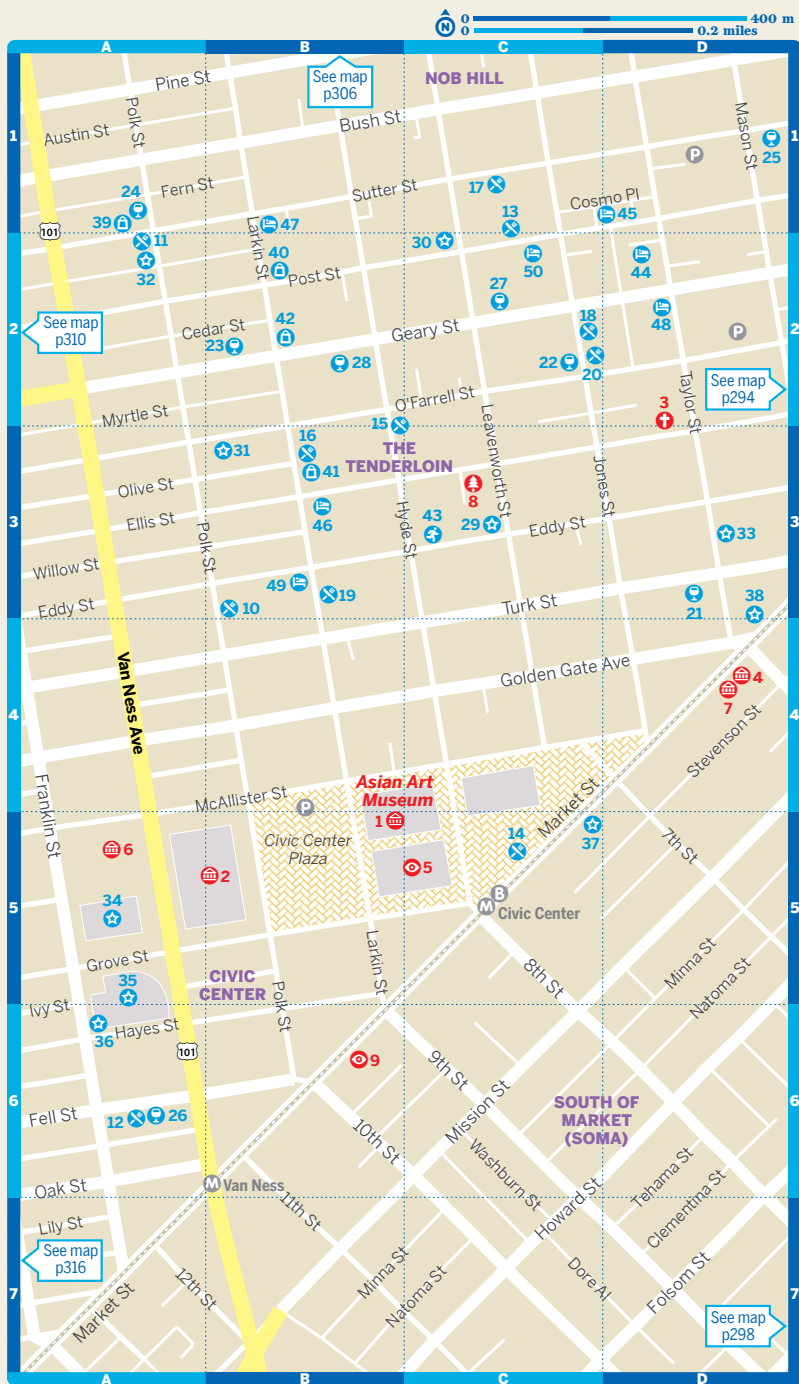 N
0 400 m
0 0.2 miles
A B C D
See map
p306
NOB HILL
Pine St
Polk St
Bush St
Mason St
1
1
Austin St
25
P
Fern St
Sutter St
17
Cosmo Pl
24
39
47
13
45
101
11
Larkin St
30
32
40
50
44
Post St
27
See map
p310
2
2
Cedar St
42
Geary St
18
48
P
23
28
22
20
See map
p294
O'Farrell St
Taylor St
Myrtle St
3
15
Leavenworth St
31
16
THE
TENDERLOIN
41
Jones St
Olive St
8
3
3
Ellis St
46
Hyde St
43
29
Eddy St
33
Polk St
Willow St
49
19
Eddy St
10
Turk St
21
38
Van Ness Ave
Golden Gate Ave
4
7
4
4
Stevenson St
Franklin St
McAllister St
P
Asian Art
Museum
1
Market St
Civic Center
Plaza
14
37
7th St
6
2
5
5
5
34
B
M
Civic Center
Grove St
35
CIVIC
CENTER
Larkin St
8th St
Minna St
Natoma St
Ivy St
Polk St
36
Hayes St
101
9
9th St
SOUTH OF
MARKET
(SOMA)
6
6
Fell St
12
26
10th St
Mission St
Washburn St
Oak St
M Van Ness
11th St
Howard St
Tehama St
Clementina St
Lily St
See map
p316
Minna St
Natoma St
Dore Al
Folsom St
7
7
12th St
Market St
See map
p298
A B C D